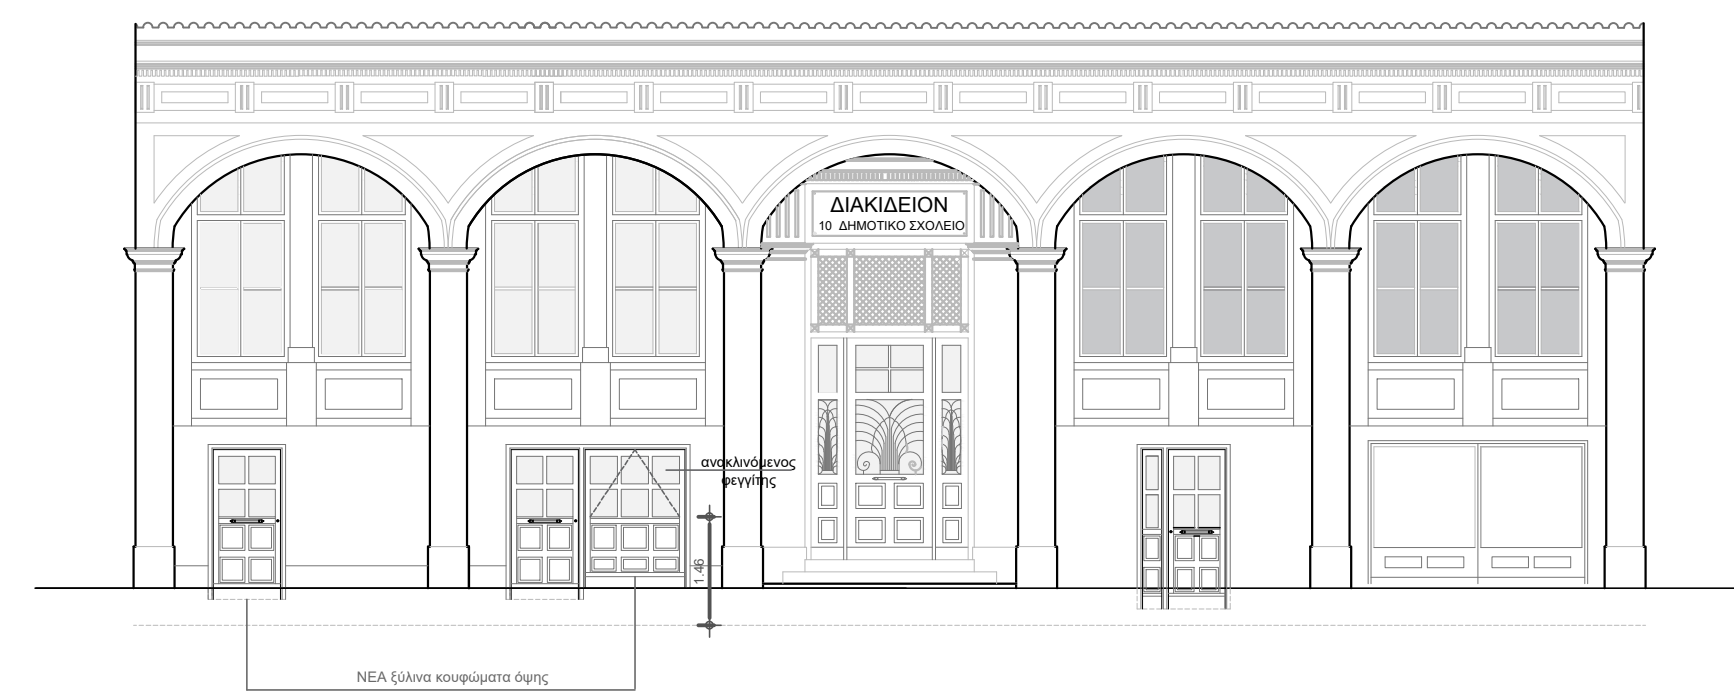 ΔΙΑΚΙΔΕΙΟΝ
10 ΔΗΜΟΤΙΚΟ ΣΧΟΛΕΙΟ
ανακλινόμενος
φεγγίτης
1.46
ΝΕΑ ξύλινα κουφώματα όψης